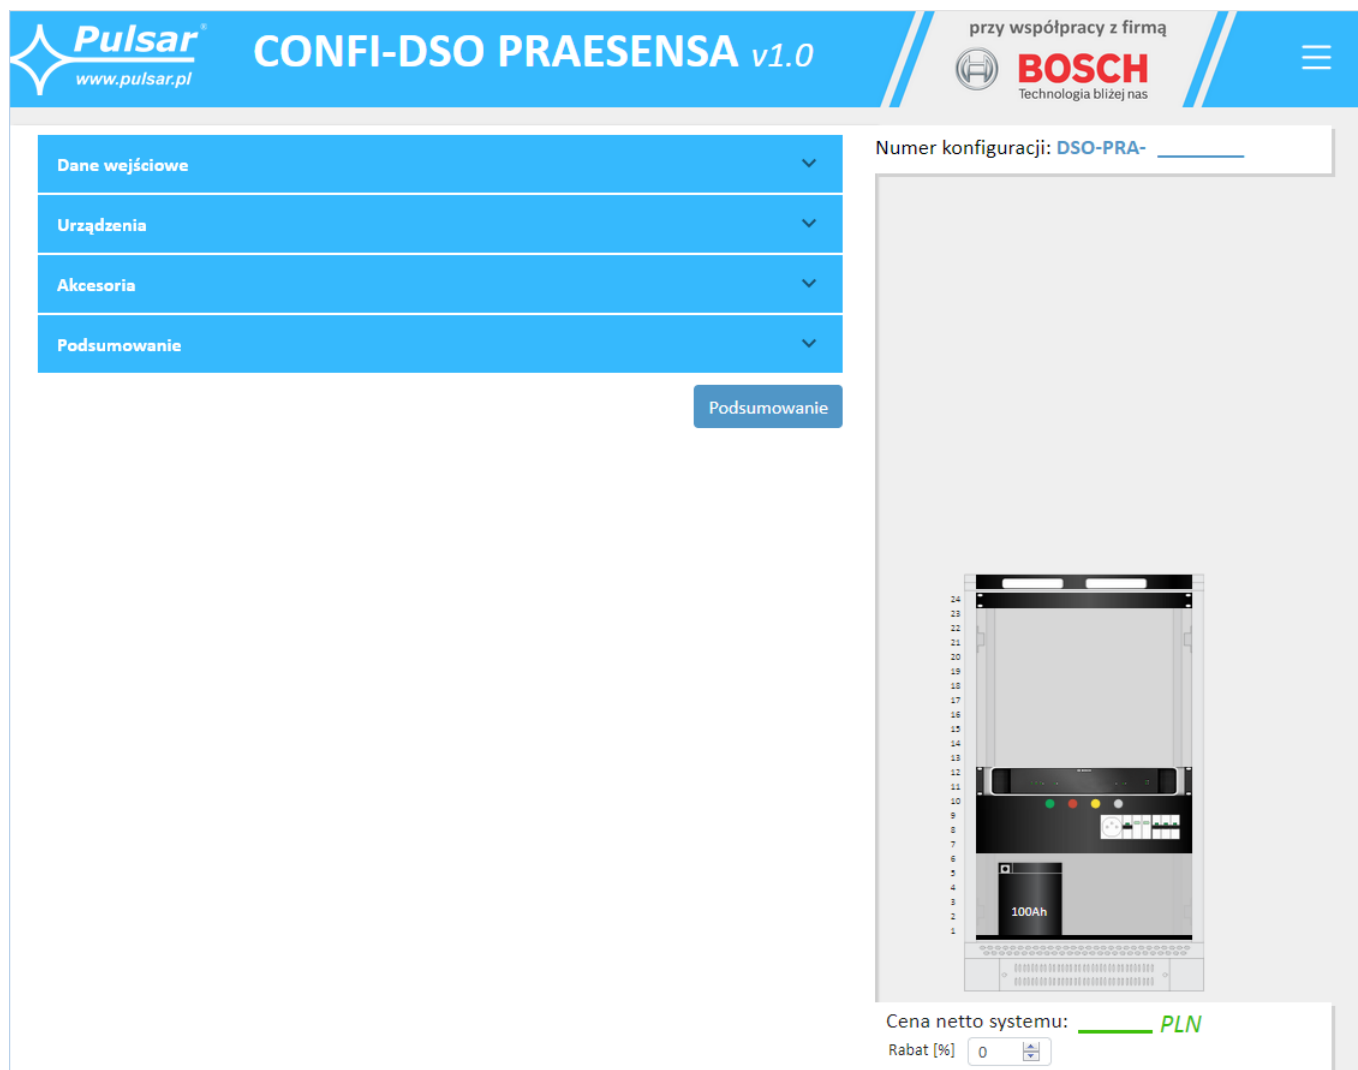 Pulsar®
www.pulsar.pl
CONFI-DSO PRAESENSA v1.0
przy współpracy z firmą
BOSCH
Technologia bliżej nas
Dane wejściowe
Urządzenia
Akcesoria
Podsumowanie
Podsumowanie
Numer konfiguracji: DSO-PRA- _________
24
23
22
21
20
19
18
17
16
15
14
13
12
11
10
9
8
7
6
5
4
3
2
1
100Ah
Cena netto systemu: _______ PLN
Rabat [%] 0